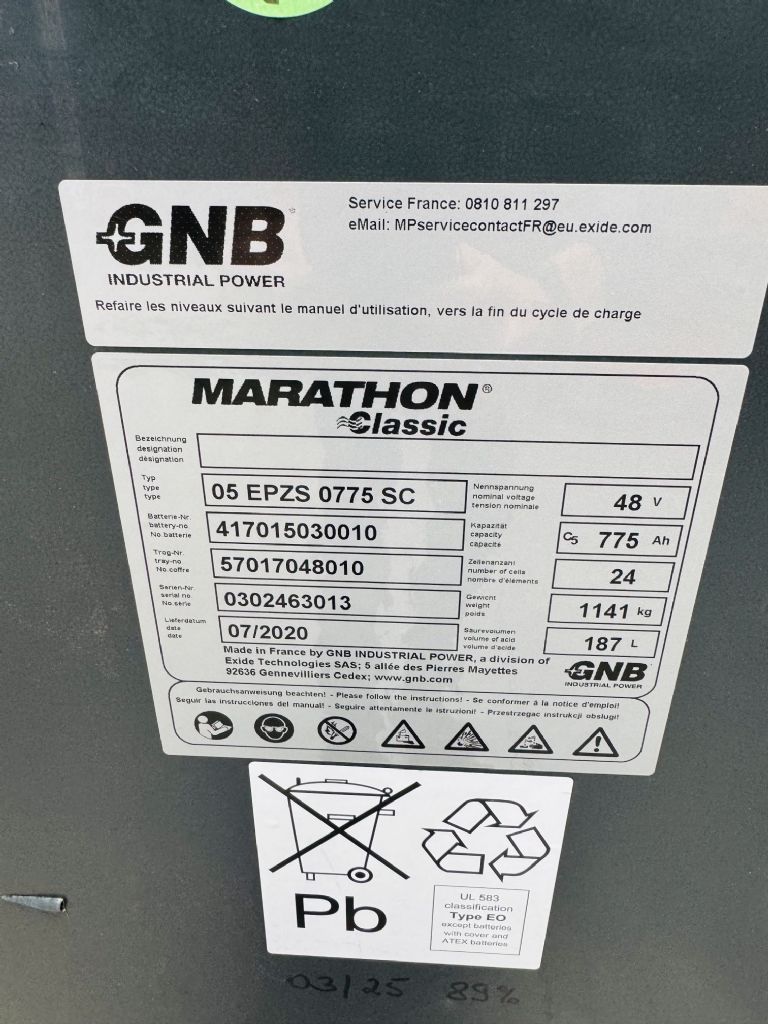 GNB
INDUSTRIAL POWER
Service France: 0810 811 297
eMail: MPservicecontactFR@eu.exide.com
Refaire les niveaux suivant le manuel d'utilisation, vers la fin du cycle de charge
MARATHON®
Classic
Bezeichnung
designation
désignation
Typ
type
type
05 EPZS 0775 SC
Nennspannung
nominal voltage
tension nominale
48 V
Batterie-Nr.
battery-no
No.batterie
417015030010
Kapazität
capacity
capacité
C5 775 Ah
Trog-Nr.
tray-no
No.coffre
57017048010
Zellenanzahl
number of cells
nombre d'éléments
24
Serien-Nr.
serial no.
No.série
0302463013
Gewicht
weight
poids
1141 kg
Lieferdatum
date
date
07/2020
Säurevolumen
volume of acid
volume d'acide
187 L
Made in France by GNB INDUSTRIAL POWER, a division of
Exide Technologies SAS; 5 allée des Pierres Mayettes
92636 Gennevilliers Cedex; www.gnb.com
GNB
INDUSTRIAL POWER
Gebrauchsanweisung beachten! - Please follow the instructions! - Se conformer à la notice d'emploi!
Seguir las instrucciones del manual! - Seguire attentamente le istruzioni! - Przestrzegac instrukcji obslugi!
Pb
UL 583
classification
Type EO
except batteries
with cover and
ATEX batteries
03/25 89%